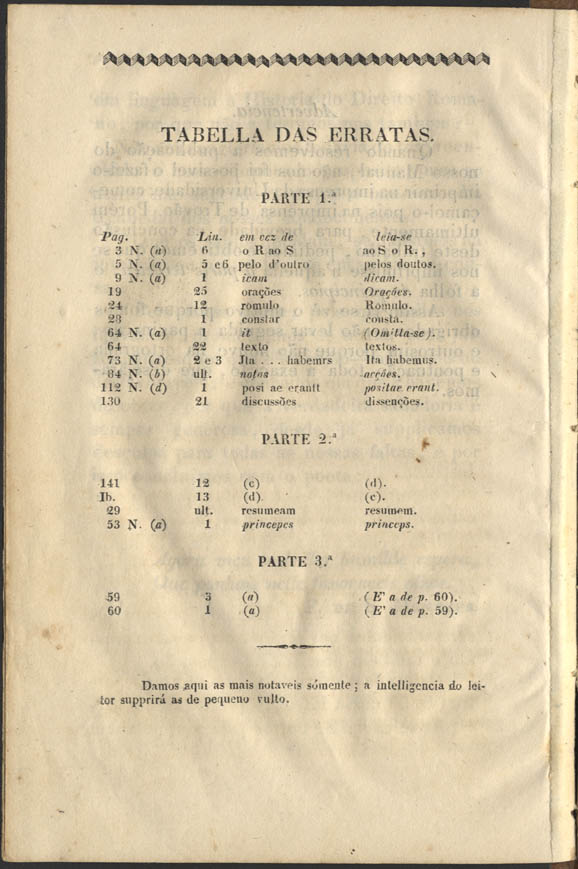 TABELLA DAS ERRATAS.
PARTE 1.ª
Pag. Lin. em vez de leia-se
3 N. (a) 6 o R ao S ao S o R.,
5 N. (a) 5 e6 pelo d'outro pelos doutos.
9 N. (a) 1 icam dicam.
19 25 orações Orações.
24 12 romulo Romulo.
28 1 constar consta.
64 N. (a) 1 it (Omitta-se).
64 22 texto textos.
73 N. (a) 2 e 3 Jta . . . habemrs Ita habemus.
84 N. (b) ult. notas acções.
112 N. (d) 1 posi ae erantt positae erant.
130 21 discussões dissenções.
PARTE 2.ª
141 12 (c) (d).
Ib. 13 (d) (c).
29 ult. resumeam resumem.
53 N. (a) 1 princepes princeps.
PARTE 3.ª
59 3 (a) (E' a de p. 60).
60 1 (a) (E' a de p. 59).
Damos aqui as mais notaveis sómente ; a intelligencia do lei-
tor supprirá as de pequeno vulto.